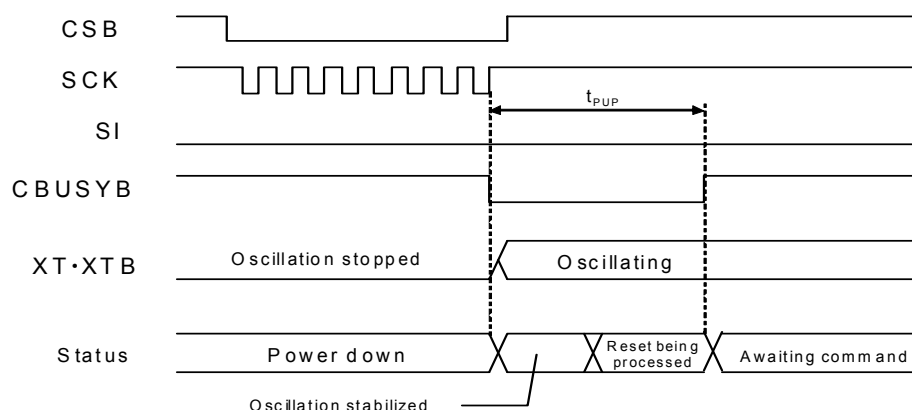 CSB
SCK
tPUP
SI
CBUSYB
XT・XTB
Oscillation stopped
Oscillating
Status
Power down
Reset being
processed
Awaiting command
Oscillation stabilized